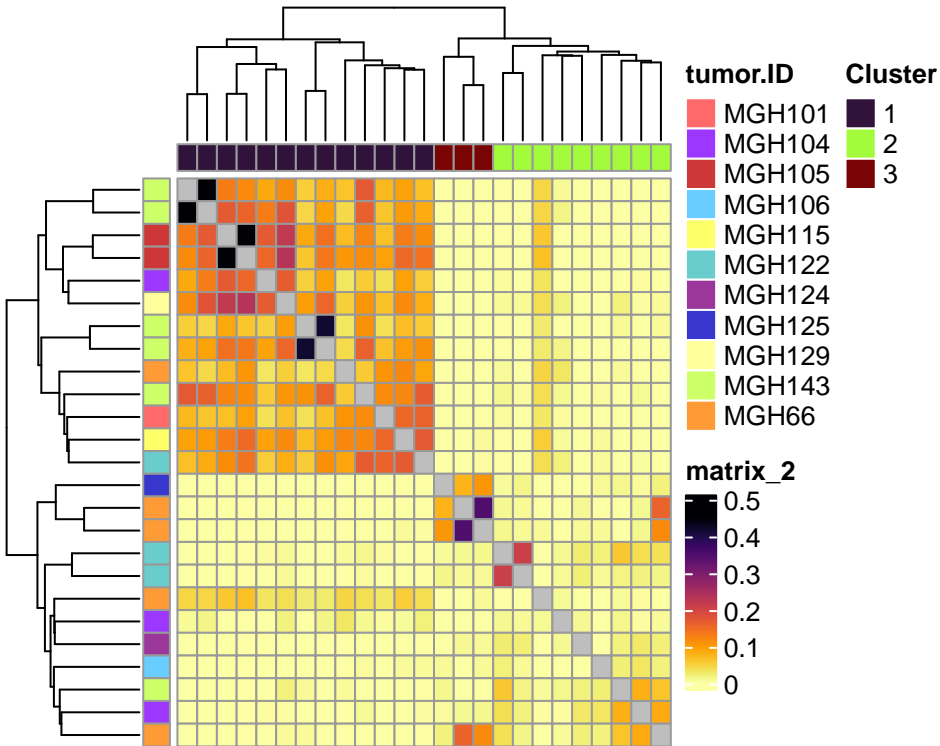 tumor.ID
MGH101
MGH104
MGH105
MGH106
MGH115
MGH122
MGH124
MGH125
MGH129
MGH143
MGH66
Cluster
1
2
3
matrix_2
0.5
0.4
0.3
0.2
0.1
0